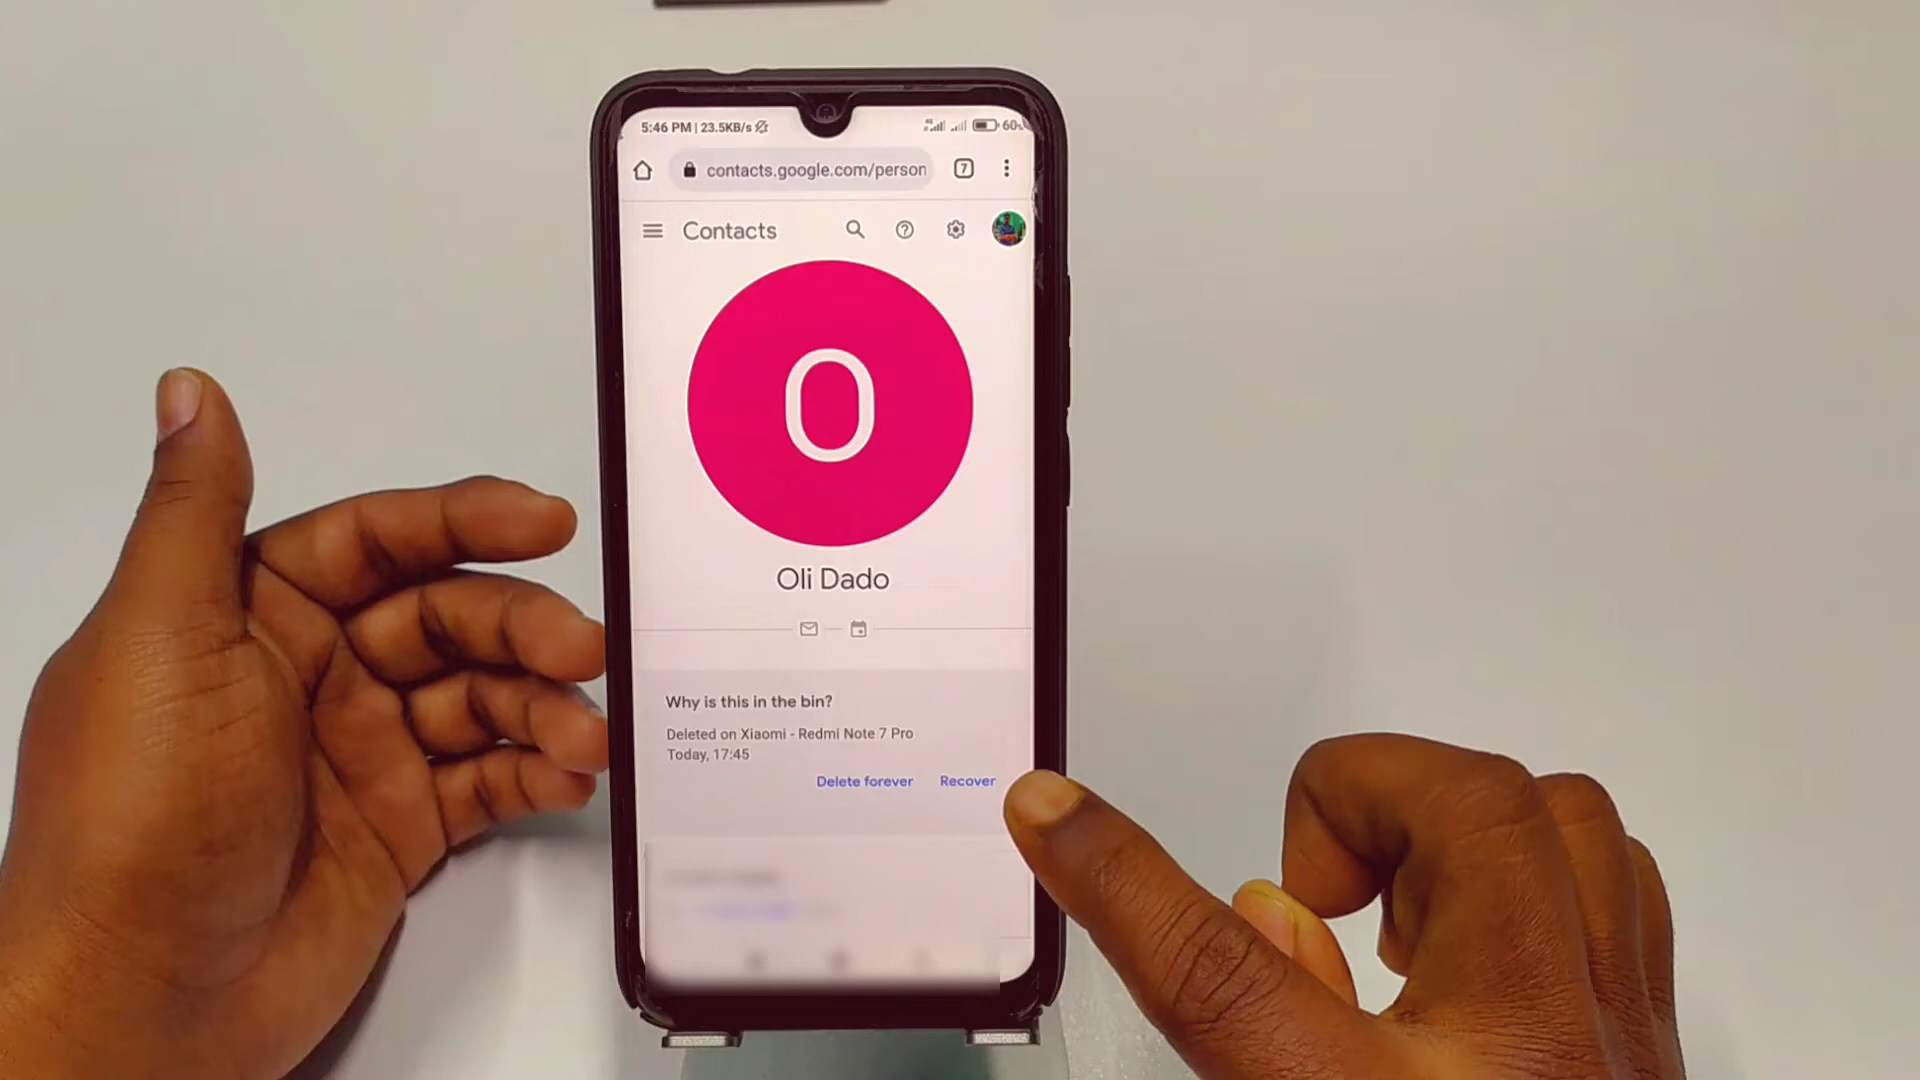 5:46 PM | 23.5KB/s
60%
contacts.google.com/person
7
Contacts
O
Oli Dado
Why is this in the bin?
Deleted on Xiaomi - Redmi Note 7 Pro
Today, 17:45
Delete forever
Recover